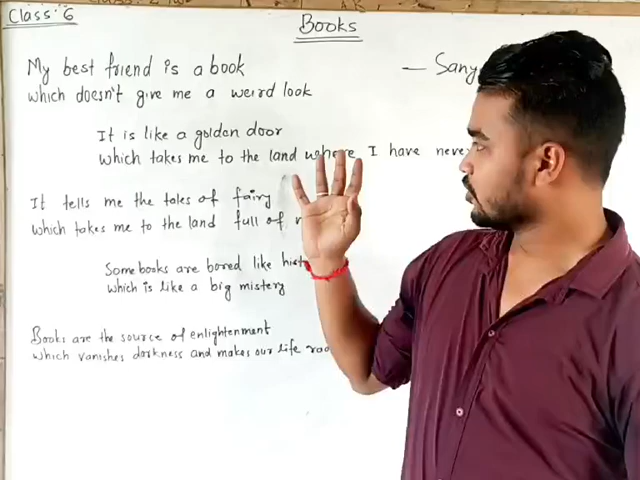 Class: 6
Books
My best friend is a book
— Sany
which doesn't give me a weird look
It is like a golden door
which takes me to the land where I have neve
It tells me the tales of fairy
which takes me to the land full of
Some books are bored like hist
which is like a big mistery
Books are the source of enlightenment
which vanishes darkness and makes our life roa